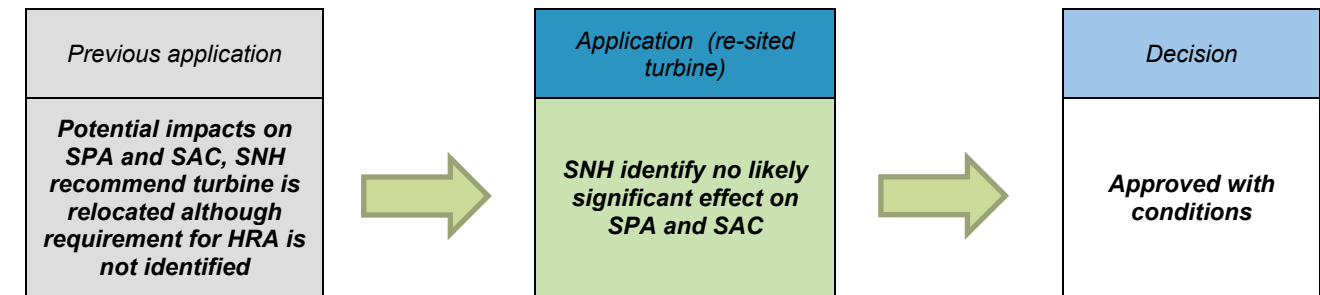 Previous application
Potential impacts on
SPA and SAC, SNH
recommend turbine is
relocated although
requirement for HRA is
not identified
Application (re-sited
turbine)
SNH identify no likely
significant effect on
SPA and SAC
Decision
Approved with
conditions